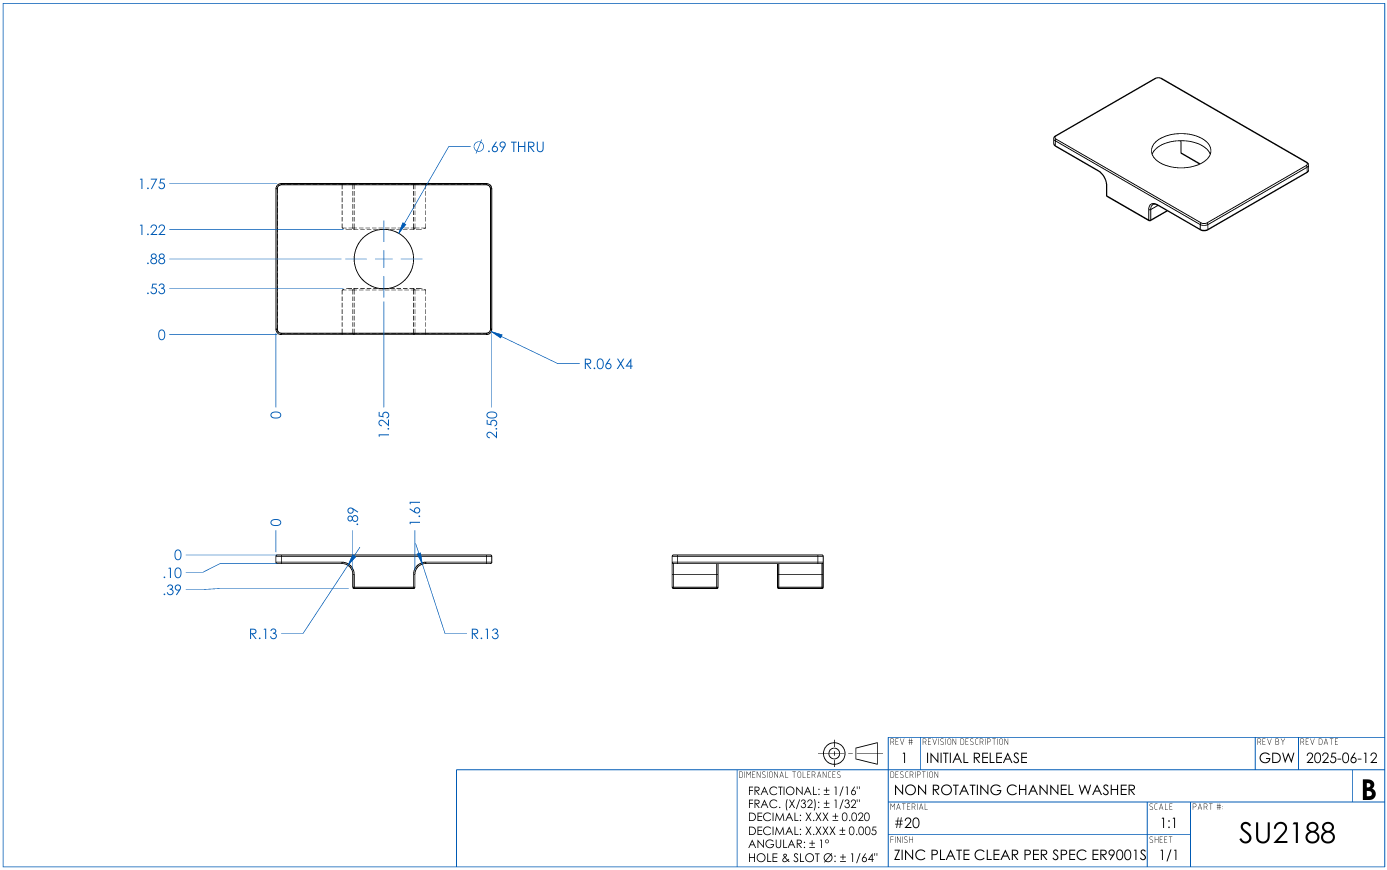 ∅.69 THRU
1.75
1.22
.88
.53
0
R.06 X4
0
1.25
2.50
0
.89
1.61
0
.10
.39
R.13
R.13
REV #
REVISION DESCRIPTION
REV BY
REV DATE
1
INITIAL RELEASE
GDW
2025-06-12
DIMENSIONAL TOLERANCES
FRACTIONAL: ± 1/16"
FRAC. (X/32): ± 1/32"
DECIMAL: X.XX ± 0.020
DECIMAL: X.XXX ± 0.005
ANGULAR: ± 1°
HOLE & SLOT Ø: ± 1/64"
DESCRIPTION
NON ROTATING CHANNEL WASHER
B
MATERIAL
#20
SCALE
1:1
PART #:
SU2188
FINISH
ZINC PLATE CLEAR PER SPEC ER9001S
SHEET
1/1